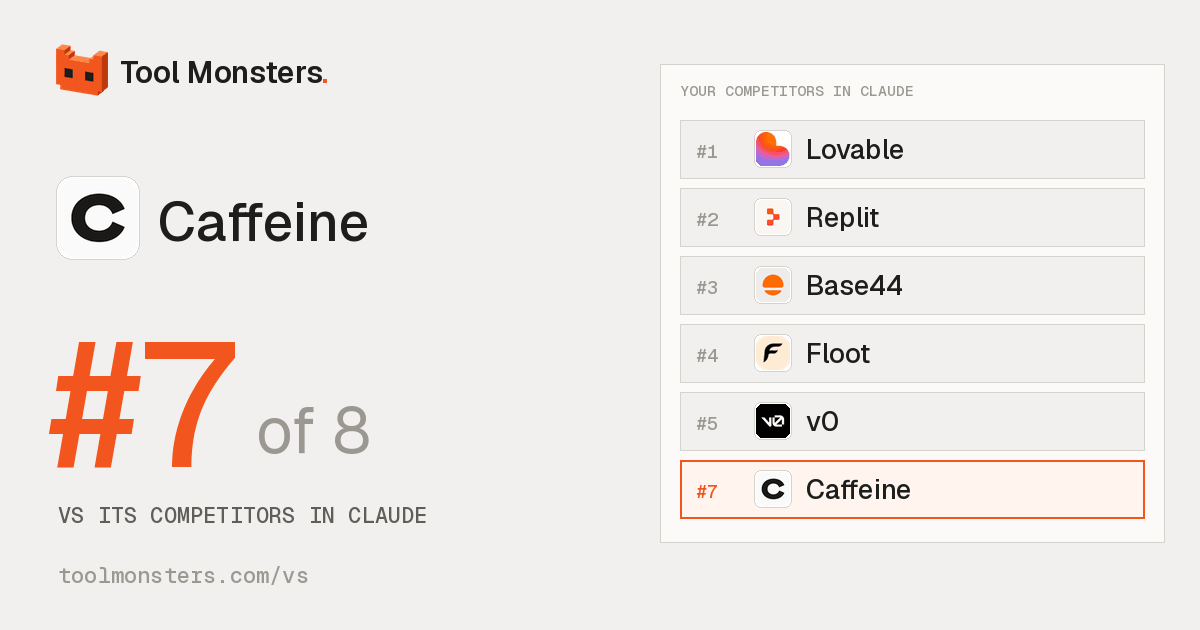 Tool Monsters.
Caffeine
#7 of 8
VS ITS COMPETITORS IN CLAUDE
toolmonsters.com/vs
YOUR COMPETITORS IN CLAUDE
#1 Lovable
#2 Replit
#3 Base44
#4 Floot
#5 v0 v0
#7 Caffeine